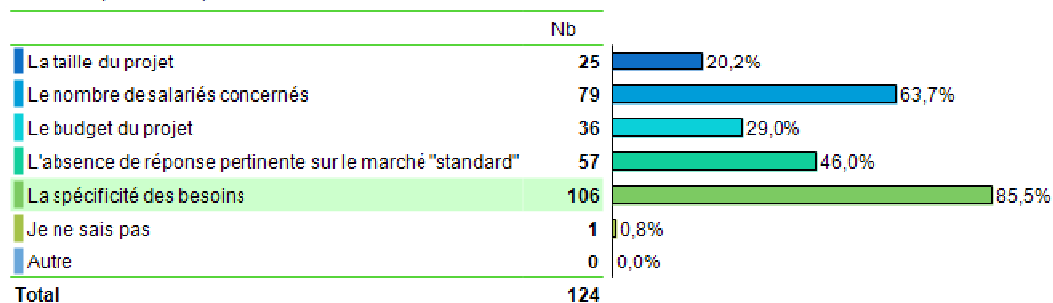 Nb
La taille du projet 25 20,2%
Le nombre de salariés concernés 79 63,7%
Le budget du projet 36 29,0%
L'absence de réponse pertinente sur le marché "standard" 57 46,0%
La spécificité des besoins 106 85,5%
Je ne sais pas 1 0,8%
Autre 0 0,0%
Total 124